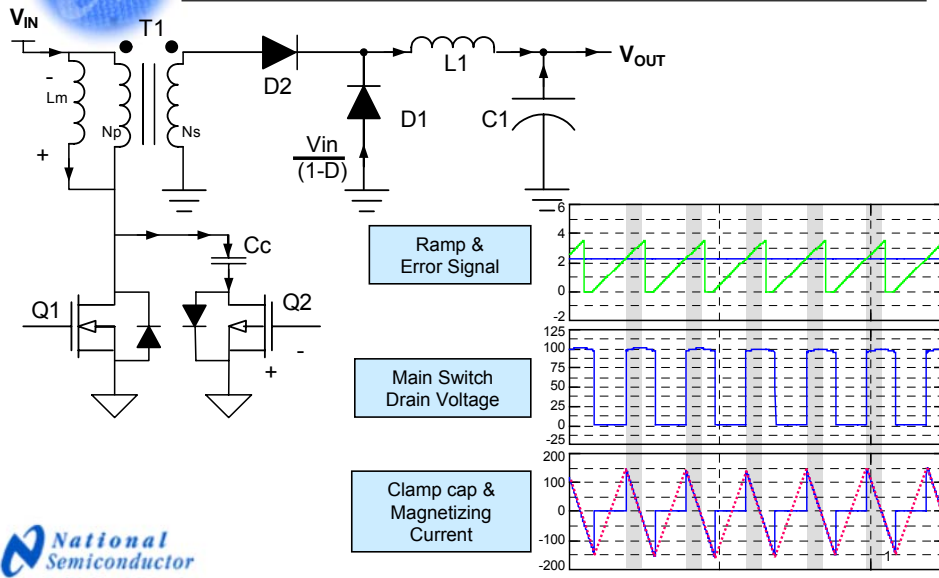 VIN
T1
-
Lm
Np
Ns
+
D2
L1
VOUT
D1
C1
Vin
(1-D)
Cc
Q1
Q2
-
+
Ramp &
Error Signal
6
4
2
0
-2
Main Switch
Drain Voltage
125
100
75
50
25
0
-25
Clamp cap &
Magnetizing
Current
200
100
0
-100
-200
1
National
Semiconductor